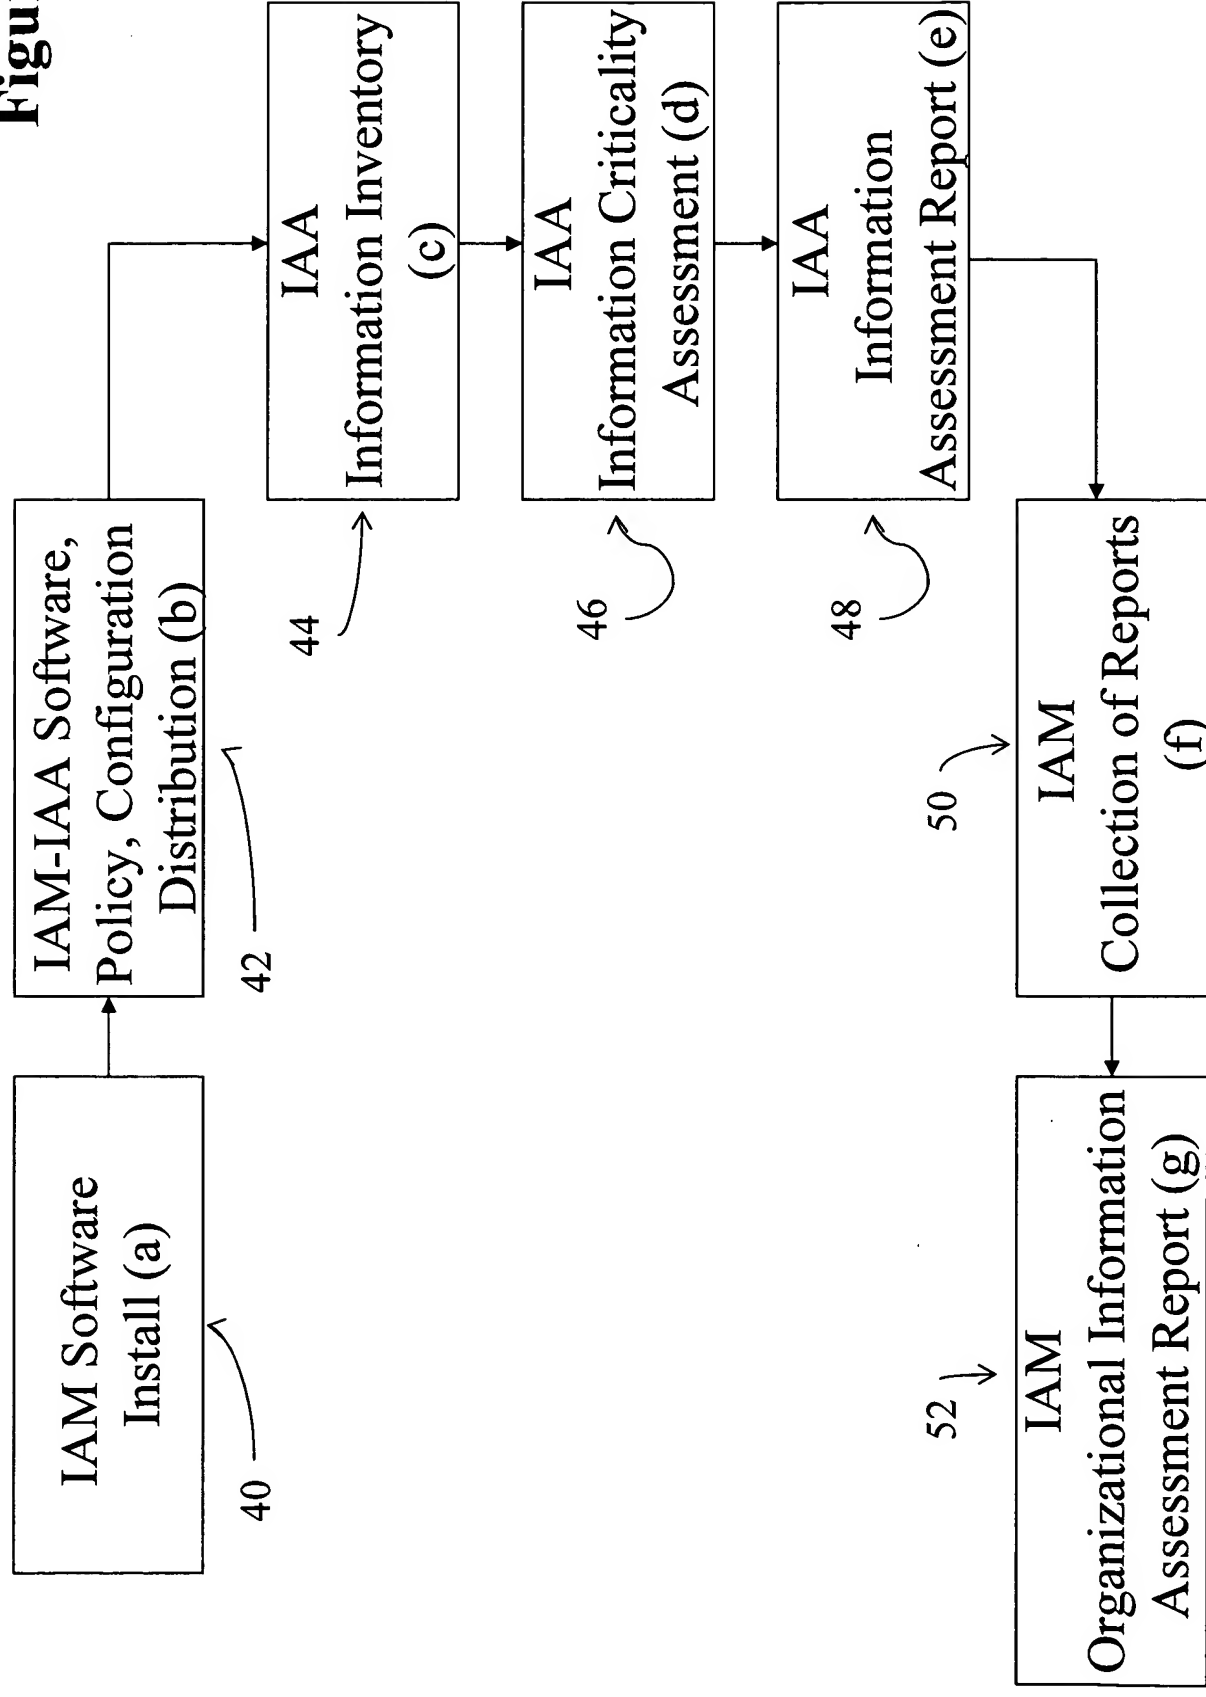 Figu
IAM Software
Install (a)
40
IAM-IAA Software,
Policy, Configuration
Distribution (b)
42
IAA
Information Inventory
(c)
44
IAA
Information Criticality
Assessment (d)
46
IAA
Information
Assessment Report (e)
48
IAM
Collection of Reports
(f)
50
IAM
Organizational Information
Assessment Report (g)
52